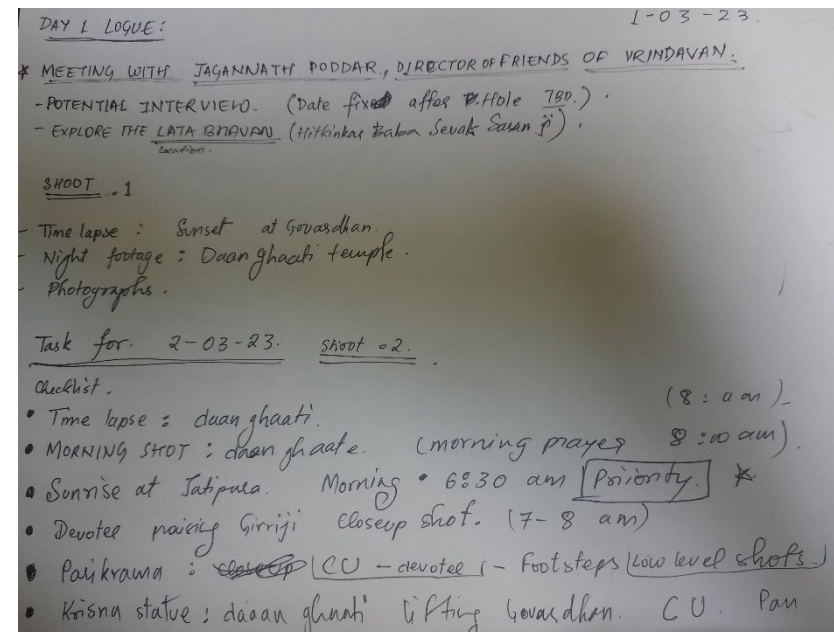 1-03-23.
DAY 1 LOGUE:
* MEETING WITH JAGANNATH PODDAR, DIRECTOR OF FRIENDS OF VRINDAVAN.
- POTENTIAL INTERVIEW. (Date fixed after Hole TBD.).
- EXPLORE THE LATA BHAVAN (Hitkinkar Baba Sevak Saran ji).
Location.
SHOOT .1
- Time lapse : Sunset at Govardhan.
- Night footage : Daan ghaati temple.
- Photographs.
Task for. 2-03-23. Shoot .2.
Checklist.
• Time lapse : daan ghaati. (8: am)
• MORNING SHOT : daan ghaate. (morning prayer 8:00 am).
• Sunrise at Jatipura. Morning • 6:30 am Priority. *
• Devotee Girriji closeup shot. (7-8 am)
• Parikrama : CU - devotee - Footsteps Low level shots.
• Krisna statue : daaan ghaati lifting Govardhan. CU. Pan